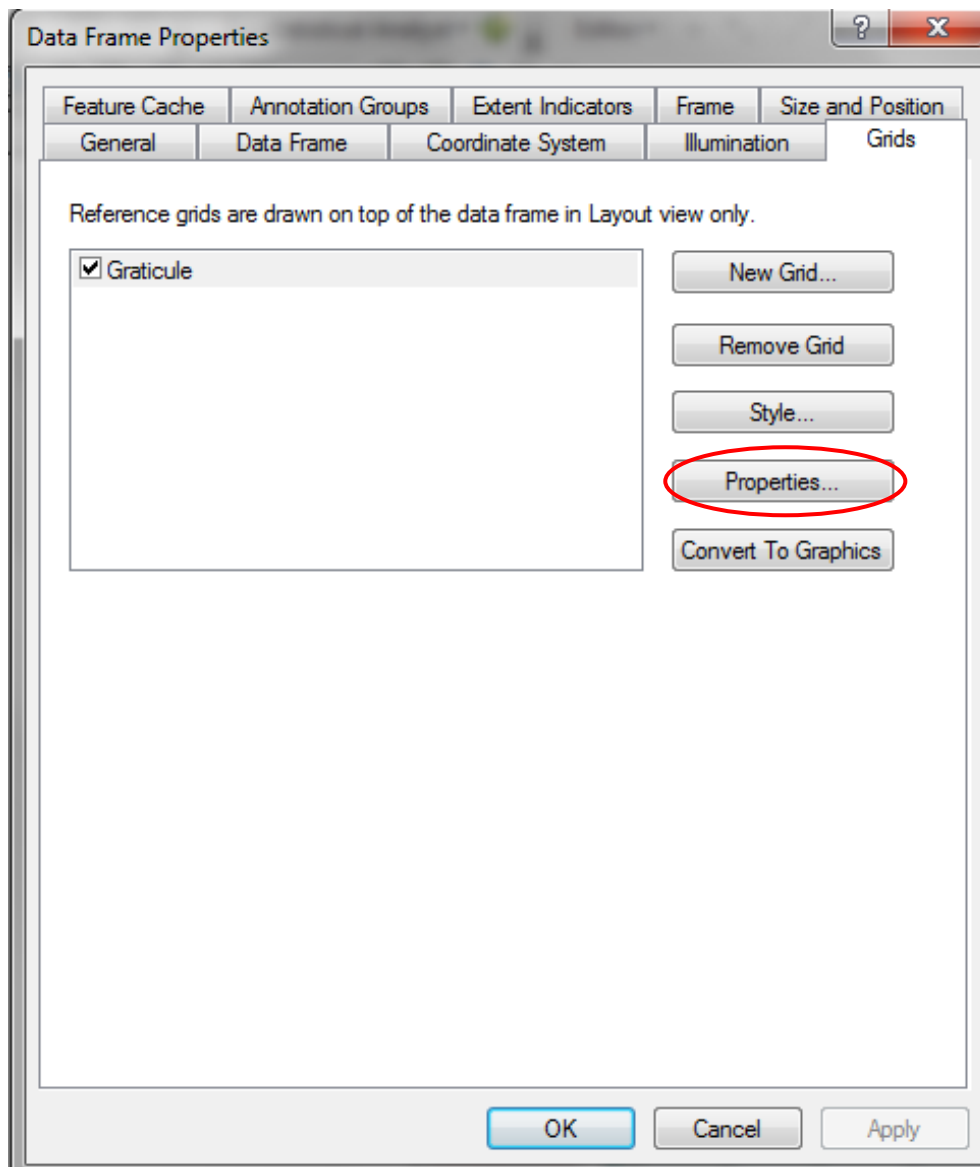 Data Frame Properties
Feature Cache Annotation Groups Extent Indicators Frame Size and Position
General Data Frame Coordinate System Illumination Grids
Reference grids are drawn on top of the data frame in Layout view only.
Graticule
New Grid...
Remove Grid
Style...
Properties...
Convert To Graphics
OK Cancel Apply